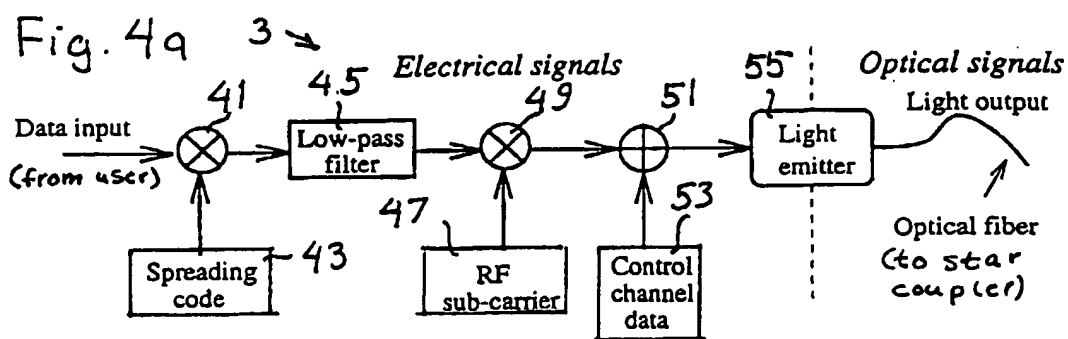 Fig. 4a
3
Electrical signals
Optical signals
Data input
(from user)
41
45
Low-pass
filter
49
51
55
Light
emitter
Light output
43
Spreading
code
47
RF
sub-carrier
53
Control
channel
data
Optical fiber
(to star
coupler)